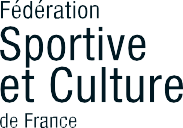 Fédération
Sportive
et Culture
de France